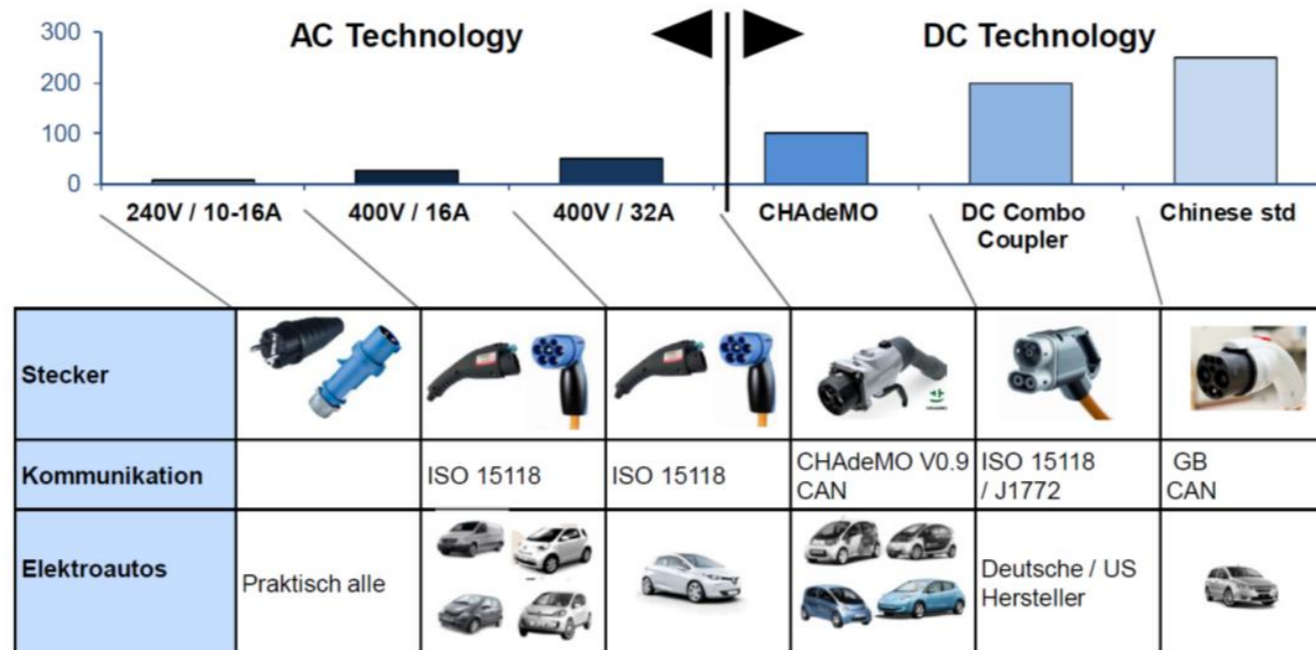 AC Technology
DC Technology
300
200
100
0
240V / 10-16A
400V / 16A
400V / 32A
CHAdeMO
DC Combo
Coupler
Chinese std
Stecker
Kommunikation
ISO 15118
ISO 15118
CHAdeMO V0.9
CAN
ISO 15118
/ J1772
GB
CAN
Elektroautos
Praktisch alle
Deutsche / US
Hersteller